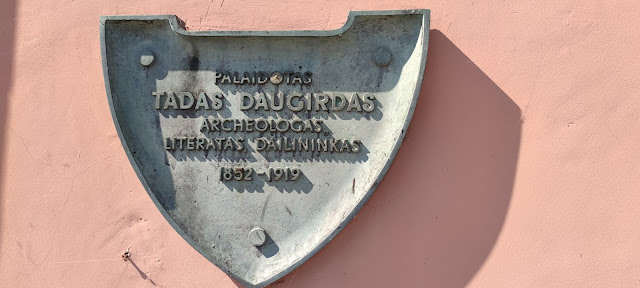 PALAIDOTAS
TADAS DAUGIRDAS
ARCHEOLOGAS,
LITERATAS DAILININKAS
1852-1919